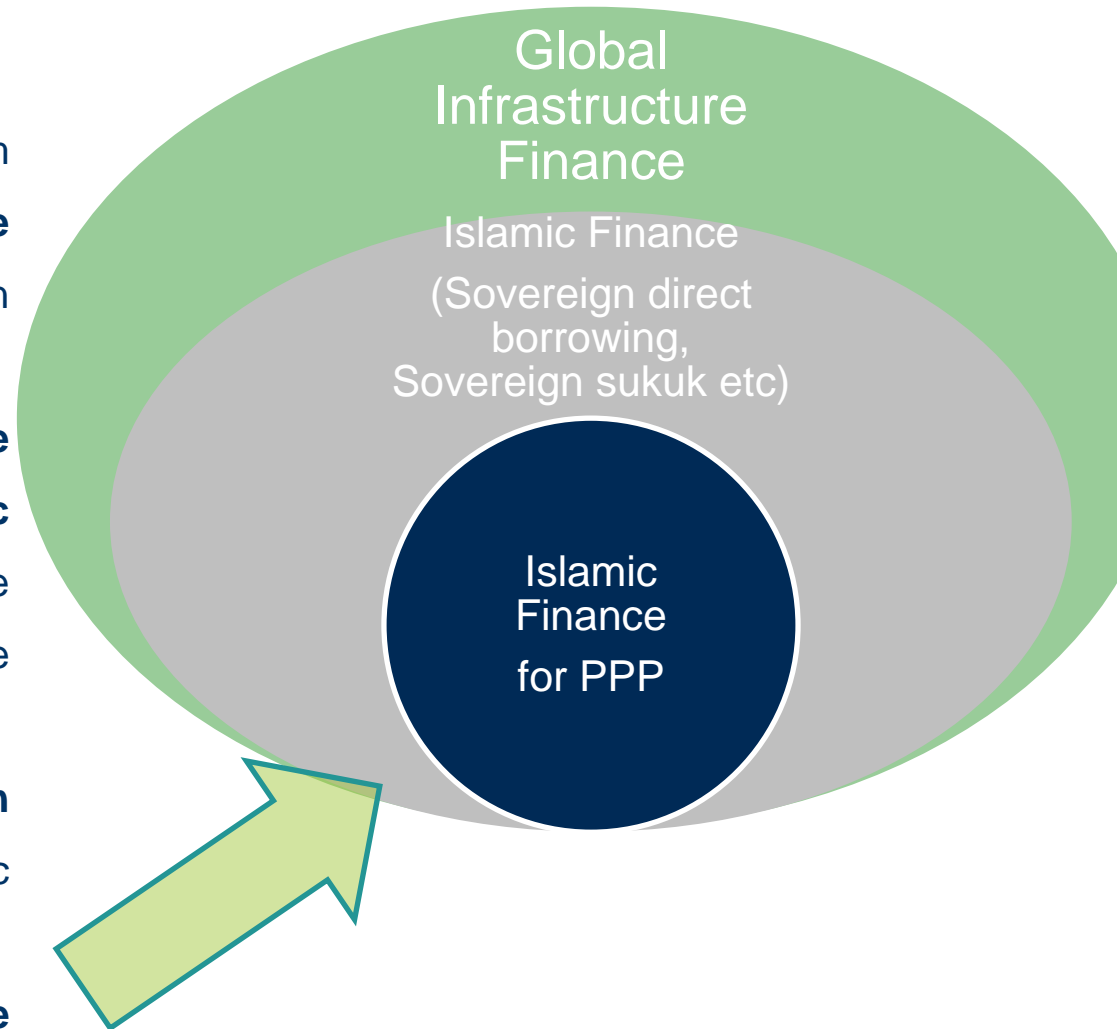 Global
Infrastructure
Finance
Islamic Finance
(Sovereign direct
borrowing,
Sovereign sukuk etc)
Islamic
Finance
for PPP